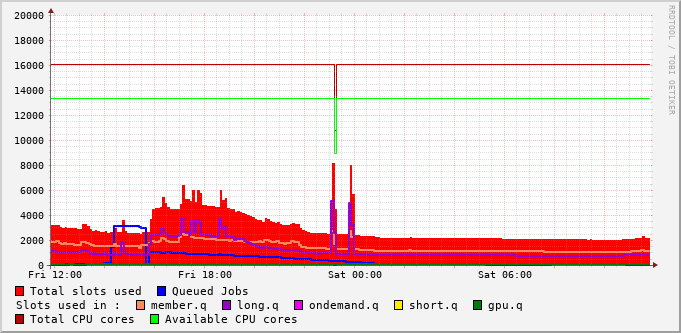 20000
18000
16000
14000
12000
10000
8000
6000
4000
2000
0
Fri 12:00 Fri 18:00 Sat 00:00 Sat 06:00
RRDTOOL / TOBI OETIKER
Total slots used Queued Jobs
Slots used in : member.q long.q ondemand.q short.q gpu.q
Total CPU cores Available CPU cores